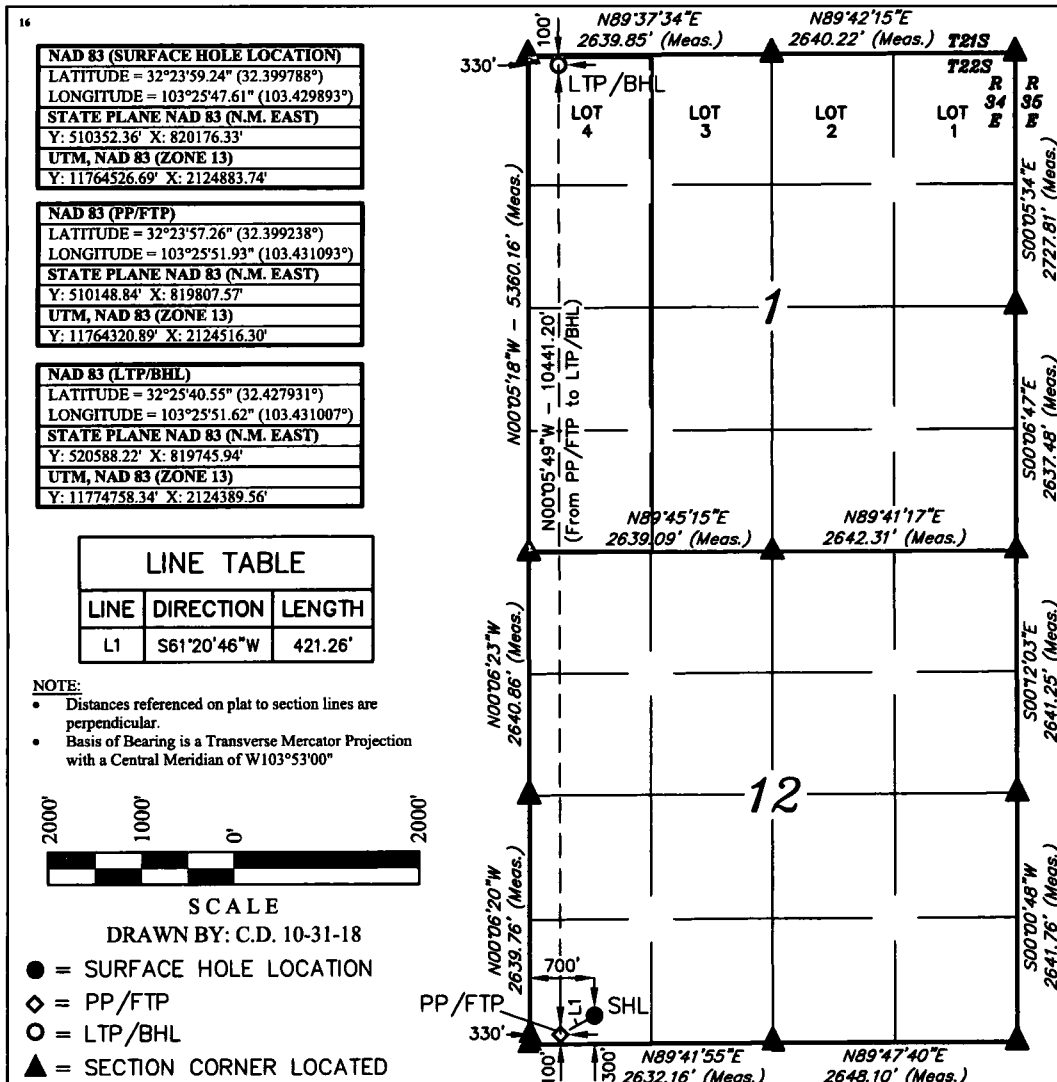 16
NAD 83 (SURFACE HOLE LOCATION)
LATITUDE = 32°23'59.24" (32.399788°)
LONGITUDE = 103°25'47.61" (103.429893°)
STATE PLANE NAD 83 (N.M. EAST)
Y: 510352.36' X: 820176.33'
UTM, NAD 83 (ZONE 13)
Y: 11764526.69' X: 2124883.74'
NAD 83 (PP/FTP)
LATITUDE = 32°23'57.26" (32.399238°)
LONGITUDE = 103°25'51.93" (103.431093°)
STATE PLANE NAD 83 (N.M. EAST)
Y: 510148.84' X: 819807.57'
UTM, NAD 83 (ZONE 13)
Y: 11764320.89' X: 2124516.30'
NAD 83 (LTP/BHL)
LATITUDE = 32°25'40.55" (32.427931°)
LONGITUDE = 103°25'51.62" (103.431007°)
STATE PLANE NAD 83 (N.M. EAST)
Y: 520588.22' X: 819745.94'
UTM, NAD 83 (ZONE 13)
Y: 11774758.34' X: 2124389.56'
LINE TABLE
LINE DIRECTION LENGTH
L1 S61°20'46"W 421.26'
NOTE:
• Distances referenced on plat to section lines are
perpendicular.
• Basis of Bearing is a Transverse Mercator Projection
with a Central Meridian of W103°53'00"
2000' 1000' 0' 2000'
SCALE
DRAWN BY: C.D. 10-31-18
= SURFACE HOLE LOCATION
= PP/FTP
= LTP/BHL
= SECTION CORNER LOCATED
N89°37'34"E
2639.85' (Meas.)
N89°42'15"E
2640.22' (Meas.)
T21S
T22S
R
34
E
R
35
E
100'
330'
LTP/BHL
LOT
4
LOT
3
LOT
2
LOT
1
N00°05'18"W - 5360.16' (Meas.)
N00°05'49"W - 10441.20'
(From PP/FTP to LTP/BHL)
1
S00°05'34"E
2727.81' (Meas.)
S00°06'47"E
2637.48' (Meas.)
N89°45'15"E
2639.09' (Meas.)
N89°41'17"E
2642.31' (Meas.)
N00°06'23"W
2640.86' (Meas.)
S00°12'03"E
2641.25' (Meas.)
12
N00°06'20"W
2639.76' (Meas.)
S00°00'48"W
2641.76' (Meas.)
700'
PP/FTP
L1
SHL
330'
100'
300'
N89°41'55"E
2632.16' (Meas.)
N89°47'40"E
2648.10' (Meas.)